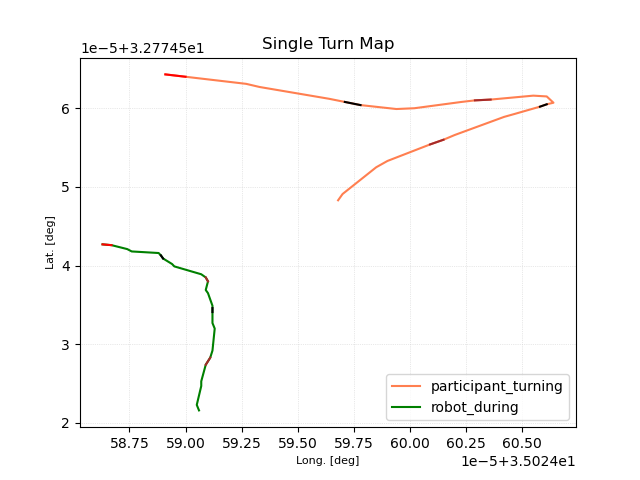 1e−5+3.27745e1
Single Turn Map
6
5
4
3
2
Lat. [deg]
participant_turning
robot_during
58.75 59.00 59.25 59.50 59.75 60.00 60.25 60.50
Long. [deg]
1e−5+3.5024e1